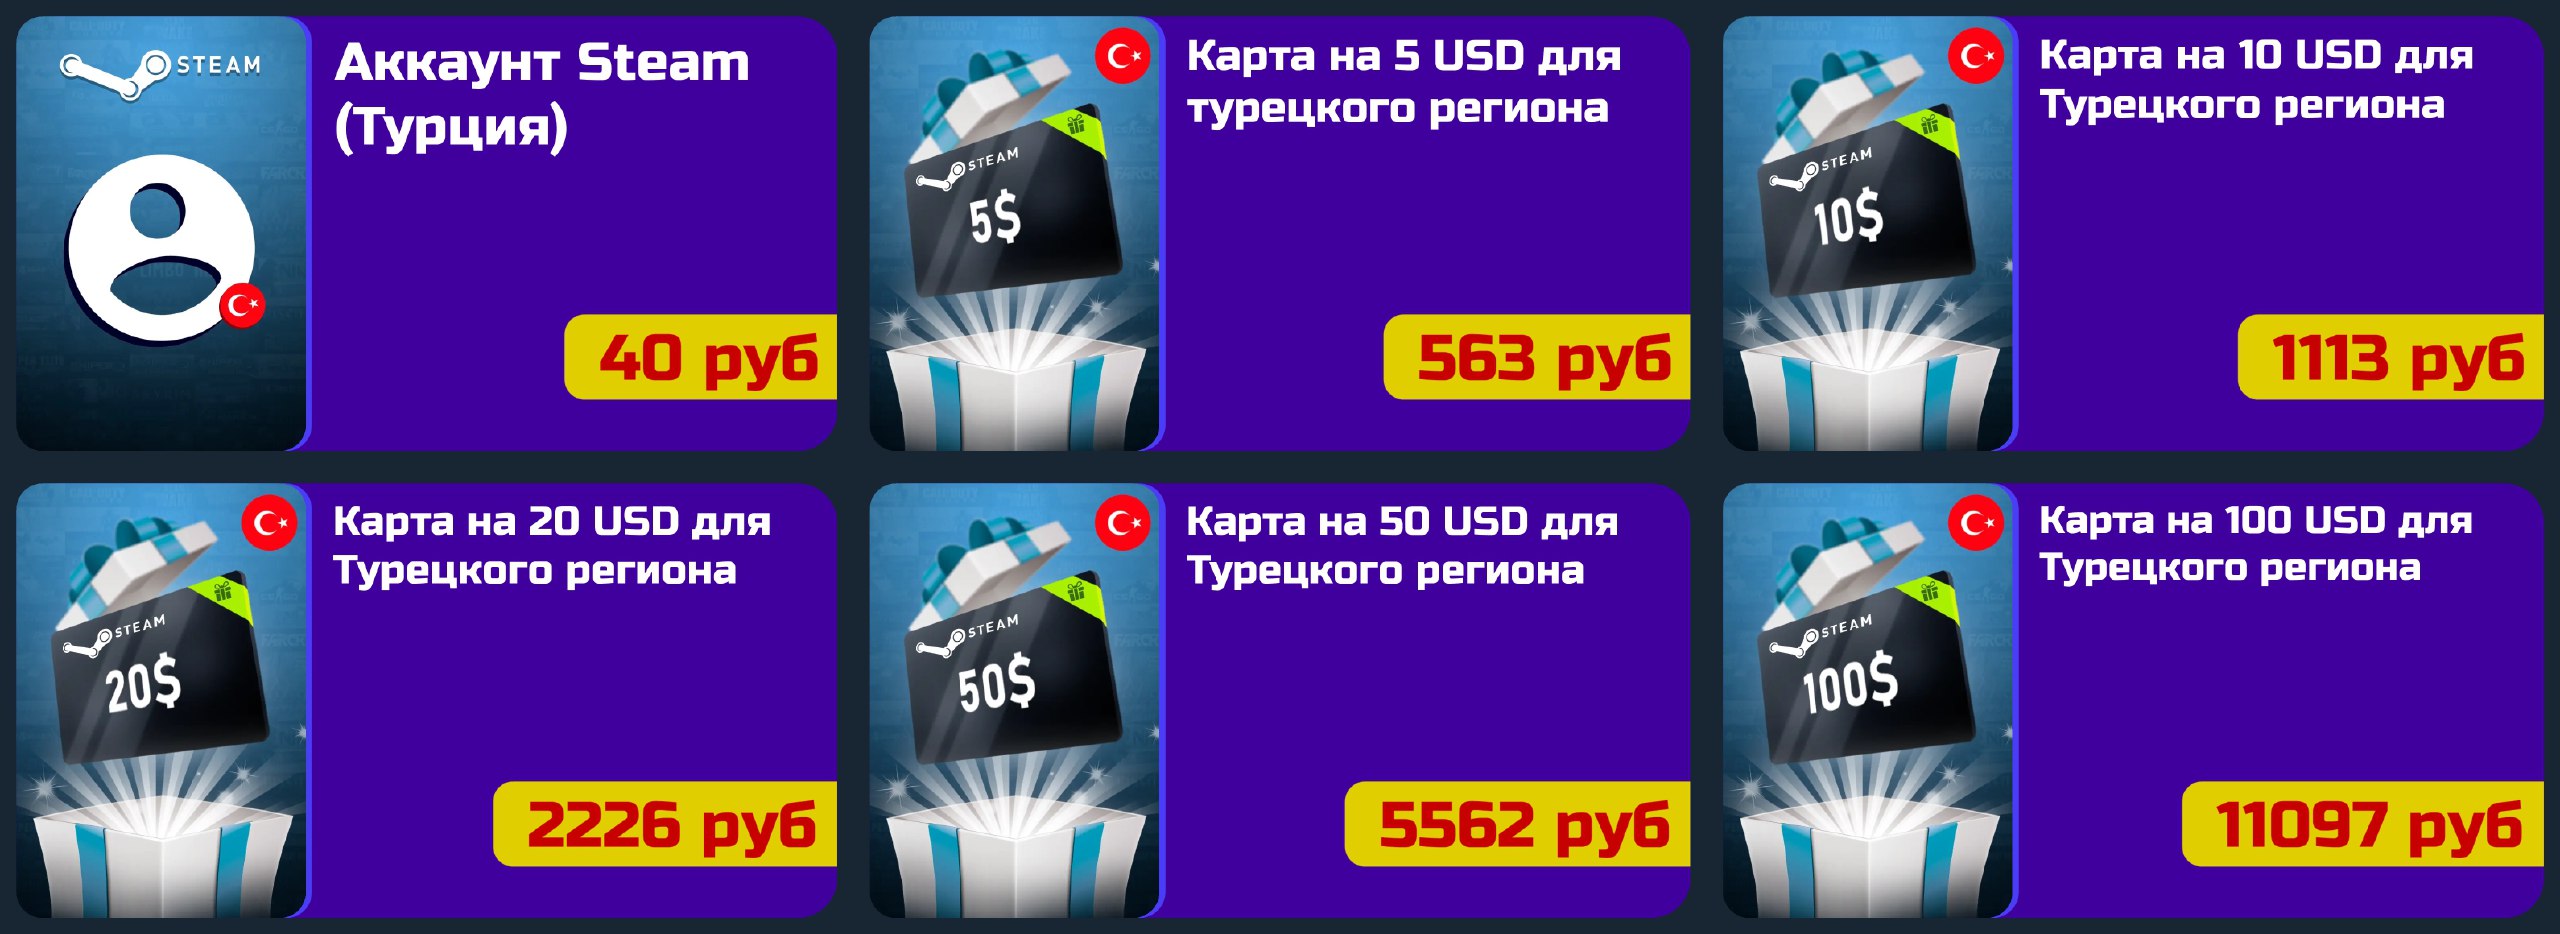 STEAM
Аккаунт Steam
(Турция)
40 руб
STEAM
5$
Карта на 5 USD для
турецкого региона
563 руб
STEAM
10$
Карта на 10 USD для
Турецкого региона
1113 руб
STEAM
20$
Карта на 20 USD для
Турецкого региона
2226 руб
STEAM
50$
Карта на 50 USD для
Турецкого региона
5562 руб
STEAM
100$
Карта на 100 USD для
Турецкого региона
11097 руб